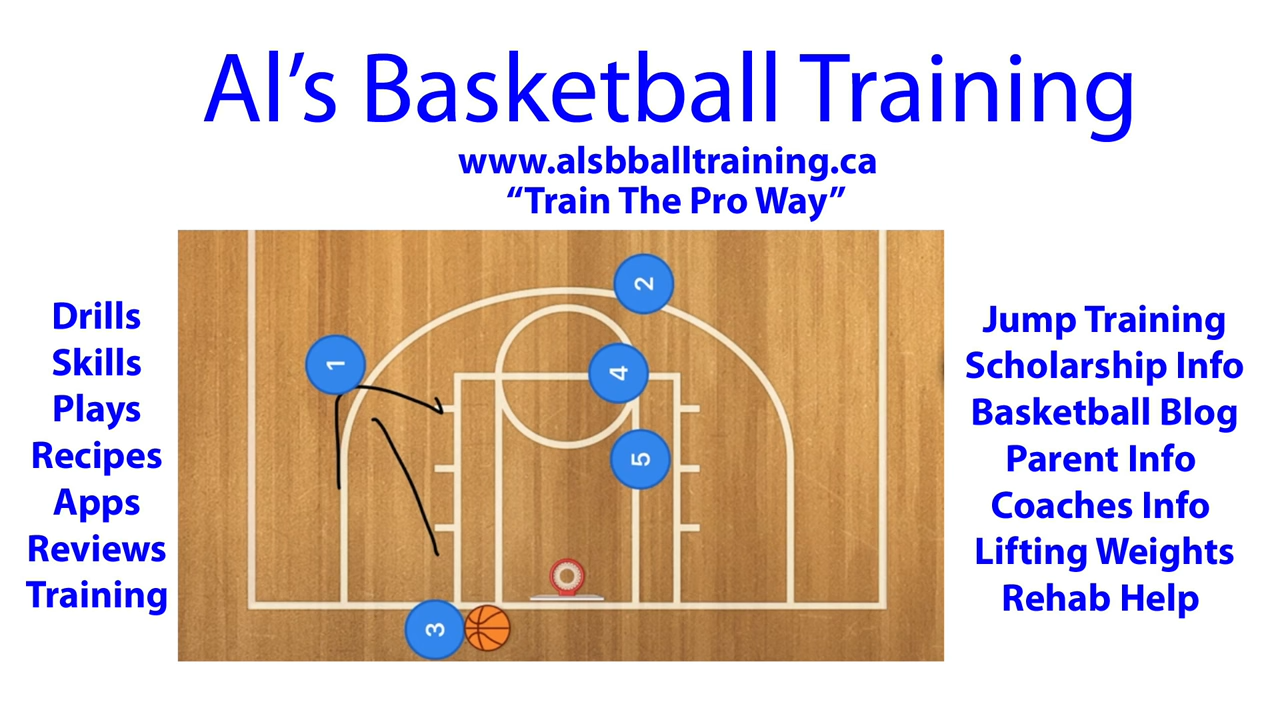 Al’s Basketball Training
www.alsbballtraining.ca
“Train The Pro Way”
Drills
Skills
Plays
Recipes
Apps
Reviews
Training
2
1
4
5
3
Jump Training
Scholarship Info
Basketball Blog
Parent Info
Coaches Info
Lifting Weights
Rehab Help